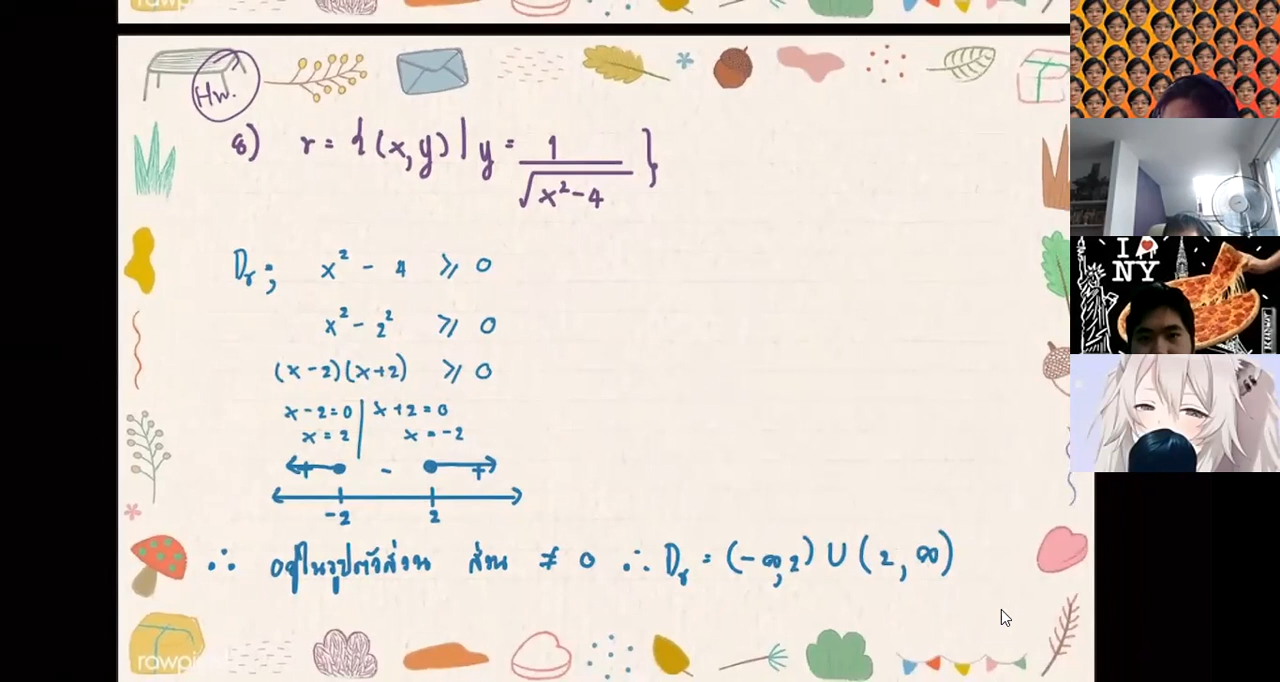 rawpi
HW.
8) r = {(x,y) | y = 1/√(x²-4)}
Dᵣ; x² - 4 ⩾ 0
x² - 2² ⩾ 0
(x-2)(x+2) ⩾ 0
x-2=0 | x+2=0
x = 2 | x = -2
+ - +
-2 2
∴ อยู่ในรูปตัวส่วน ส่วน ≠ 0 ∴ Dᵣ = (-∞,2) ∪ (2,∞)
rawpi
I
NY